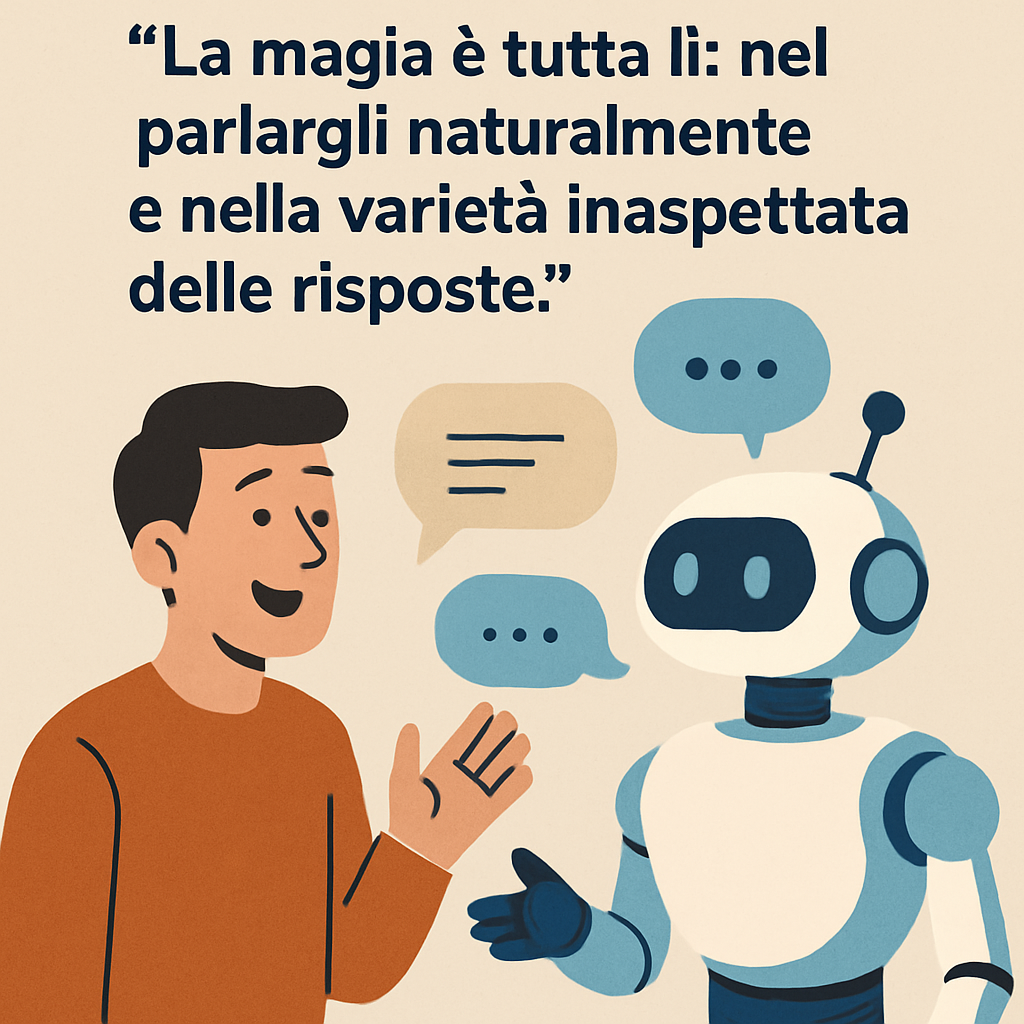 “La magia è tutta lì: nel
parlargli naturalmente
e nella varietà inaspettata
delle risposte.”